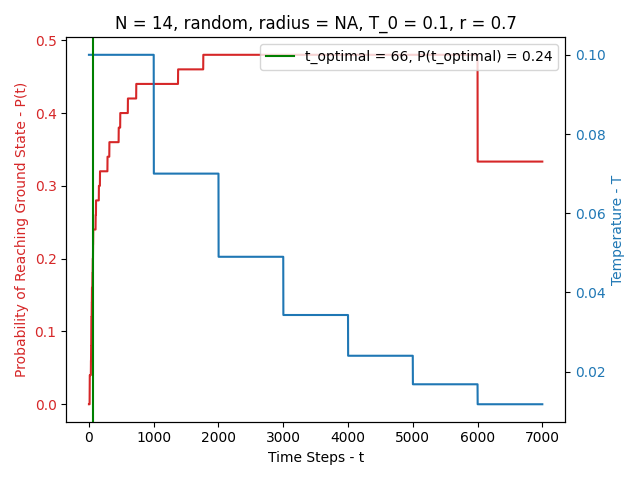 N = 14, random, radius = NA, T_0 = 0.1, r = 0.7
t_optimal = 66, P(t_optimal) = 0.24
Probability of Reaching Ground State - P(t)
0.5
0.4
0.3
0.2
0.1
0.0
0.10
0.08
0.06
0.04
0.02
Temperature - T
0 1000 2000 3000 4000 5000 6000 7000
Time Steps - t